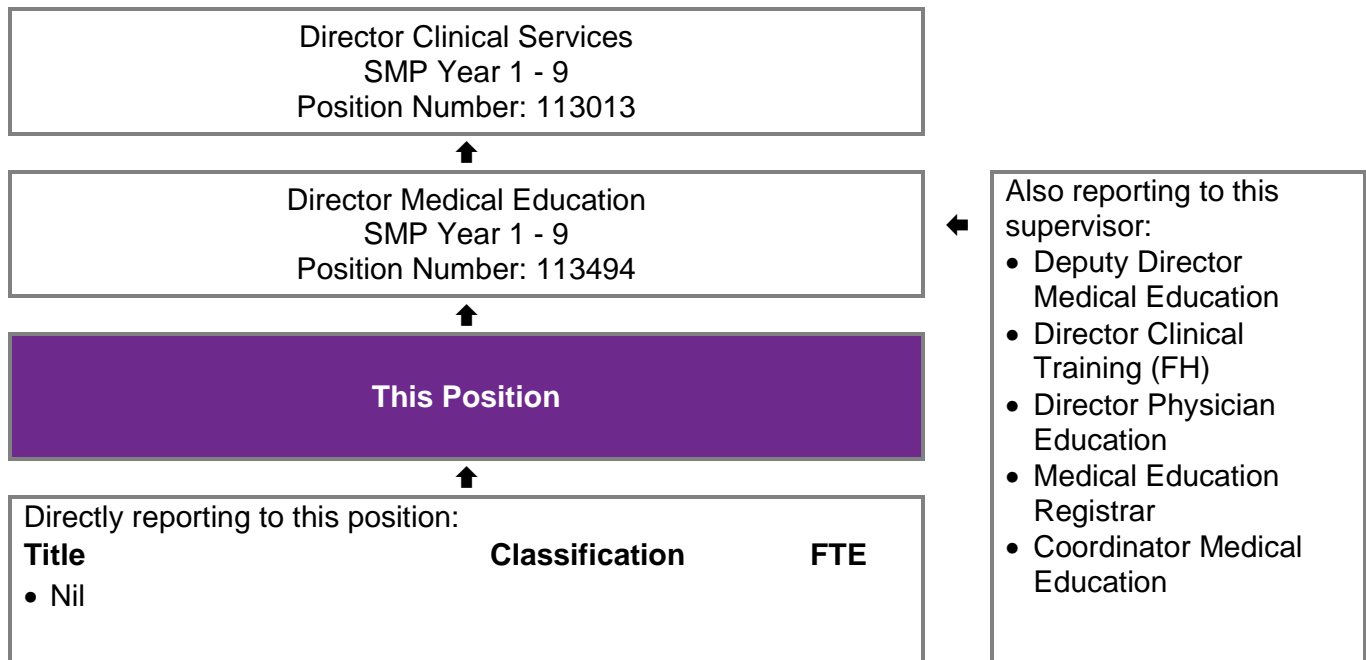 Director Clinical Services
SMP Year 1 - 9
Position Number: 113013
Director Medical Education
SMP Year 1 - 9
Position Number: 113494
This Position
Directly reporting to this position:
Title Classification FTE
• Nil
Also reporting to this
supervisor:
• Deputy Director
Medical Education
• Director Clinical
Training (FH)
• Director Physician
Education
• Medical Education
Registrar
• Coordinator Medical
Education